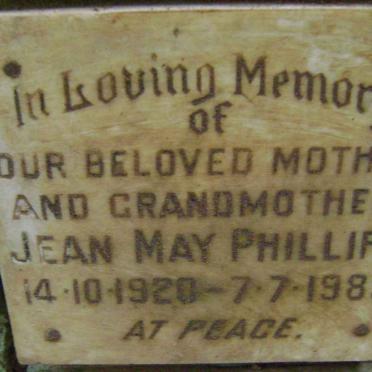 In Loving Memor
of
OUR BELOVED MOTH
AND GRANDMOTHE
JEAN MAY PHILLIP
14·10·1920 – 7·7·198
AT PEACE.